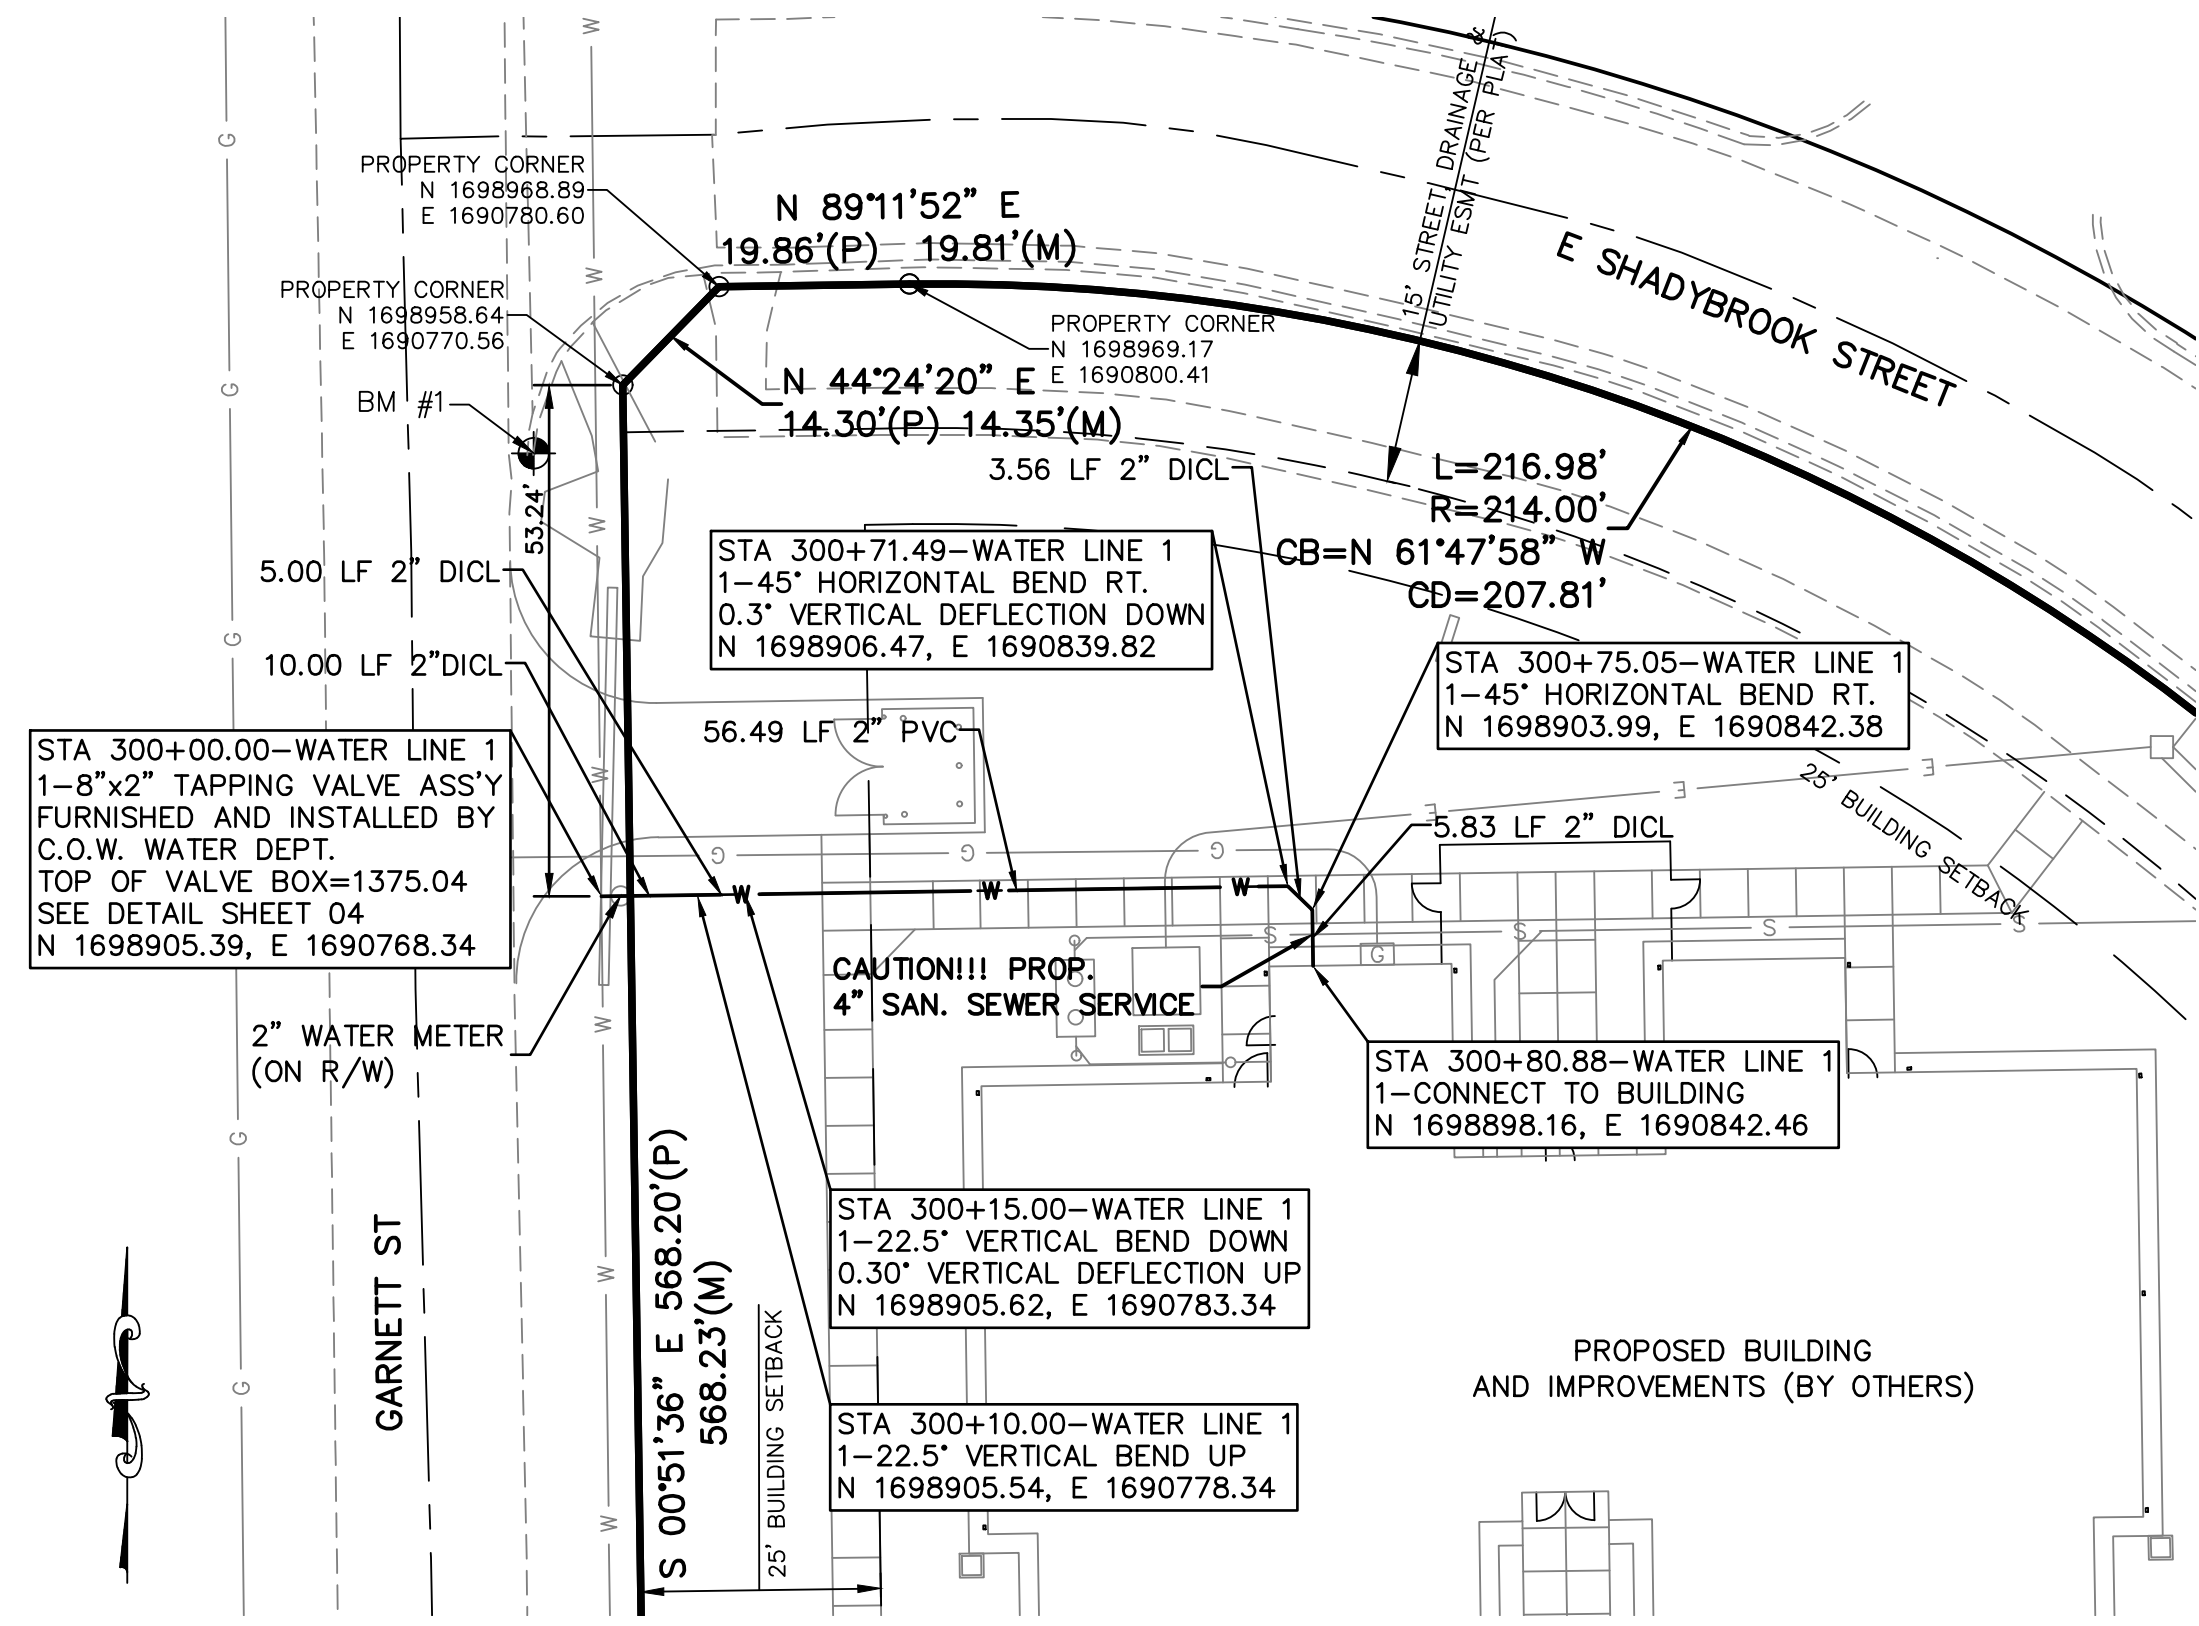 15' STREET, DRAINAGE &
UTILITY ESMT (PER PLAT)
PROPERTY CORNER
N 1698968.89
E 1690780.60
N 89°11'52" E
19.86'(P) 19.81'(M)
E SHADYBROOK STREET
PROPERTY CORNER
N 1698958.64
E 1690770.56
PROPERTY CORNER
N 1698969.17
E 1690800.41
BM #1
N 44°24'20" E
14.30'(P) 14.35'(M)
53.24'
3.56 LF 2" DICL
L=216.98'
R=214.00'
CB=N 61°47'58" W
CD=207.81'
5.00 LF 2" DICL
STA 300+71.49-WATER LINE 1
1-45° HORIZONTAL BEND RT.
0.3° VERTICAL DEFLECTION DOWN
N 1698906.47, E 1690839.82
10.00 LF 2"DICL
STA 300+75.05-WATER LINE 1
1-45° HORIZONTAL BEND RT.
N 1698903.99, E 1690842.38
56.49 LF 2" PVC
STA 300+00.00-WATER LINE 1
1-8"x2" TAPPING VALVE ASS'Y
FURNISHED AND INSTALLED BY
C.O.W. WATER DEPT.
TOP OF VALVE BOX=1375.04
SEE DETAIL SHEET 04
N 1698905.39, E 1690768.34
25' BUILDING SETBACK
5.83 LF 2" DICL
G
G
G
G
G
W
W
W
W
W
W
W
W
W
W
G
G
G
G
E
E
E
S
S
S
S
CAUTION!!! PROP.
4" SAN. SEWER SERVICE
2" WATER METER
(ON R/W)
STA 300+80.88-WATER LINE 1
1-CONNECT TO BUILDING
N 1698898.16, E 1690842.46
STA 300+15.00-WATER LINE 1
1-22.5° VERTICAL BEND DOWN
0.30° VERTICAL DEFLECTION UP
N 1698905.62, E 1690783.34
GARNETT ST
S 00°51'36" E 568.20'(P)
568.23'(M)
25' BUILDING SETBACK
PROPOSED BUILDING
AND IMPROVEMENTS (BY OTHERS)
STA 300+10.00-WATER LINE 1
1-22.5° VERTICAL BEND UP
N 1698905.54, E 1690778.34